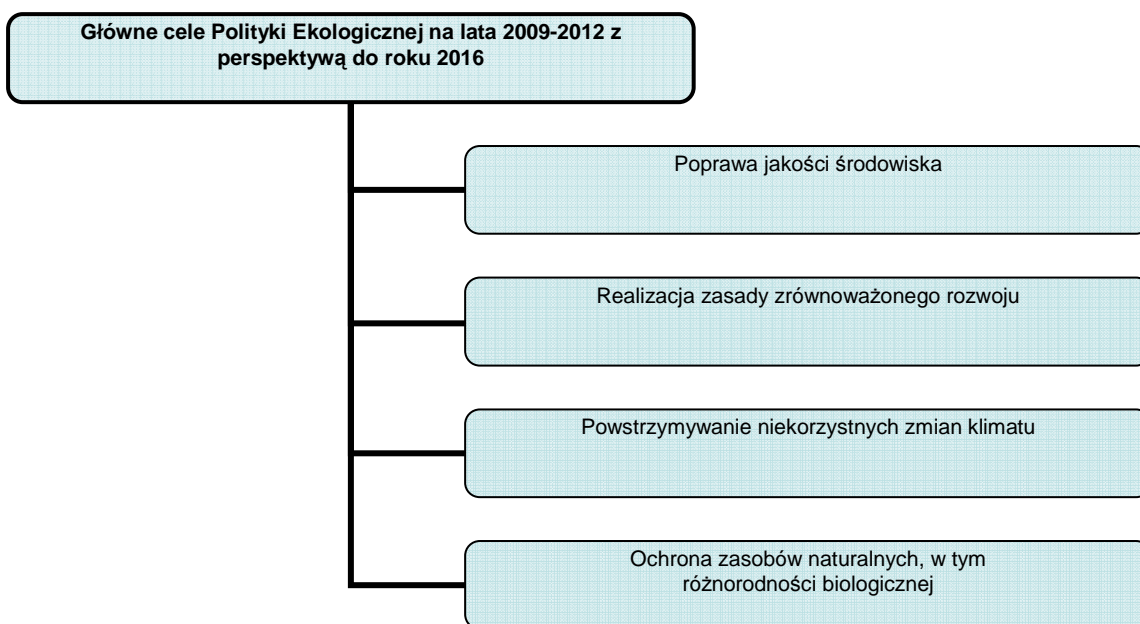 Główne cele Polityki Ekologicznej na lata 2009-2012 z
perspektywą do roku 2016
Poprawa jakości środowiska
Realizacja zasady zrównoważonego rozwoju
Powstrzymywanie niekorzystnych zmian klimatu
Ochrona zasobów naturalnych, w tym
różnorodności biologicznej